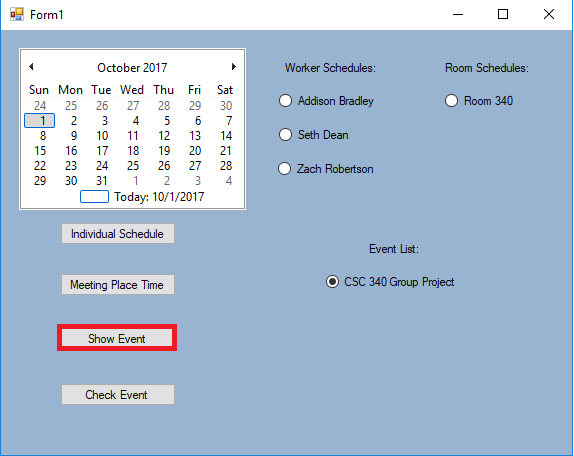 Form1
October 2017
Sun Mon Tue Wed Thu Fri Sat
24 25 26 27 28 29 30
1 2 3 4 5 6 7
8 9 10 11 12 13 14
15 16 17 18 19 20 21
22 23 24 25 26 27 28
29 30 31 1 2 3 4
Today: 10/1/2017
Worker Schedules:
Addison Bradley
Seth Dean
Zach Robertson
Room Schedules:
Room 340
Individual Schedule
Meeting Place Time
Show Event
Check Event
Event List:
CSC 340 Group Project